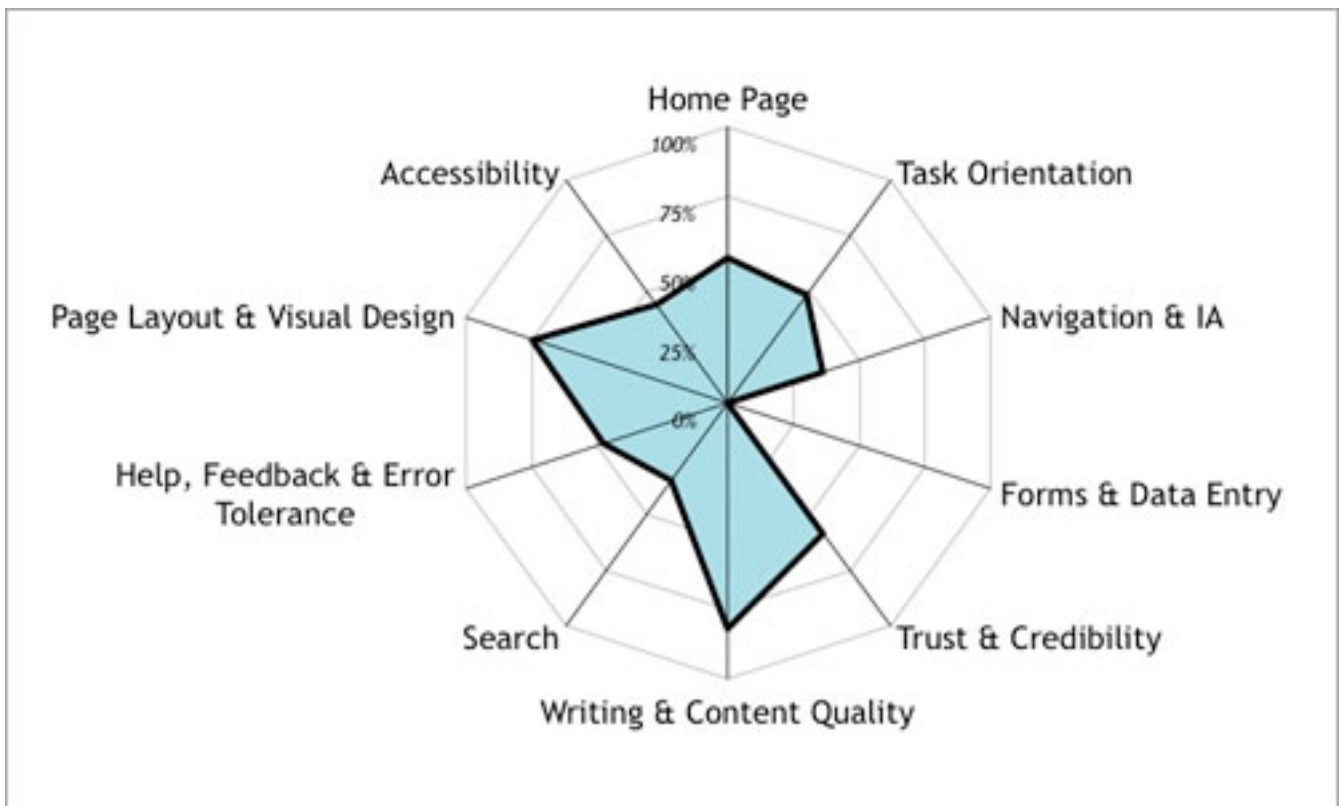 Home Page
100%
Accessibility
Task Orientation
75%
50%
Page Layout & Visual Design
Navigation & IA
25%
0%
Help, Feedback & Error
Tolerance
Forms & Data Entry
Search
Trust & Credibility
Writing & Content Quality